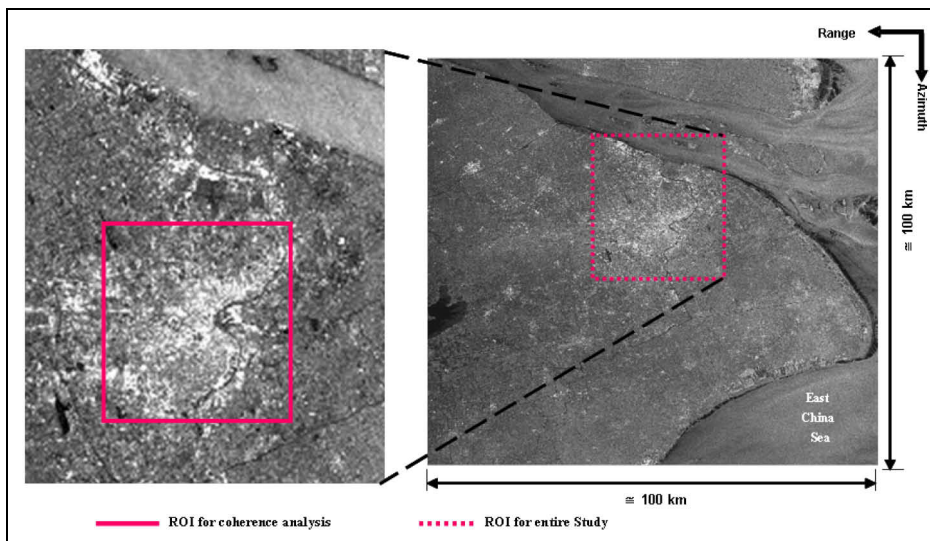 Range
Azimuth
≅ 100 km
East
China
Sea
≅ 100 km
ROI for coherence analysis
ROI for entire Study